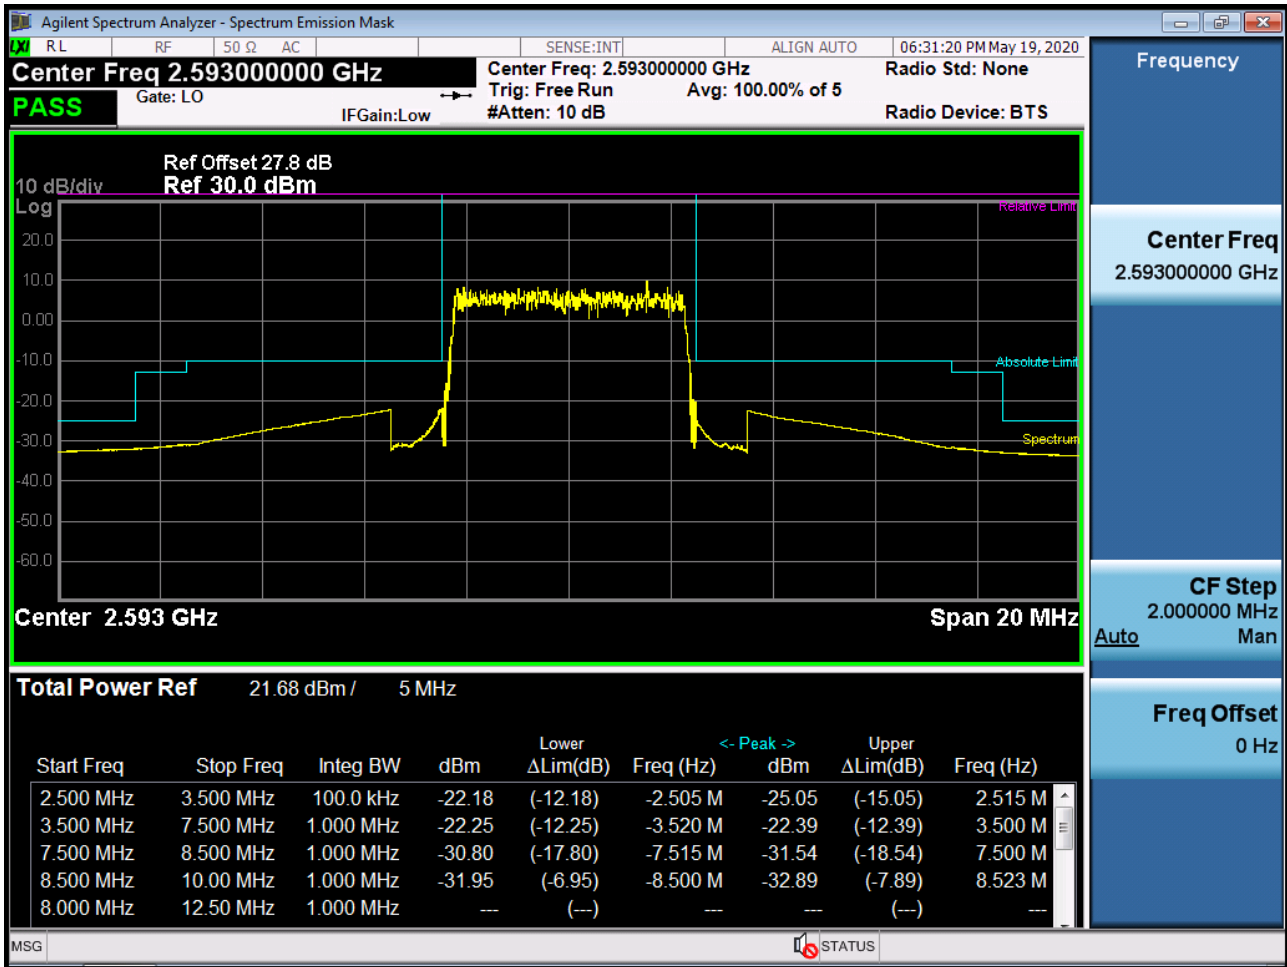 Agilent Spectrum Analyzer - Spectrum Emission Mask
LXI RL RF 50 Ω AC SENSE:INT ALIGN AUTO 06:31:20 PM May 19, 2020
Center Freq 2.593000000 GHz Center Freq: 2.593000000 GHz Radio Std: None
PASS Gate: LO Trig: Free Run Avg: 100.00% of 5
IFGain:Low #Atten: 10 dB Radio Device: BTS
Ref Offset 27.8 dB
10 dB/div Ref 30.0 dBm
Log
Relative Limit
20.0
10.0
0.00
-10.0
Absolute Limit
-20.0
-30.0
Spectrum
-40.0
-50.0
-60.0
Center 2.593 GHz Span 20 MHz
Total Power Ref 21.68 dBm / 5 MHz
Lower <- Peak -> Upper
Start Freq Stop Freq Integ BW dBm ΔLim(dB) Freq (Hz) dBm ΔLim(dB) Freq (Hz)
2.500 MHz 3.500 MHz 100.0 kHz -22.18 (-12.18) -2.505 M -25.05 (-15.05) 2.515 M
3.500 MHz 7.500 MHz 1.000 MHz -22.25 (-12.25) -3.520 M -22.39 (-12.39) 3.500 M
7.500 MHz 8.500 MHz 1.000 MHz -30.80 (-17.80) -7.515 M -31.54 (-18.54) 7.500 M
8.500 MHz 10.00 MHz 1.000 MHz -31.95 (-6.95) -8.500 M -32.89 (-7.89) 8.523 M
8.000 MHz 12.50 MHz 1.000 MHz --- (---) --- --- (---) ---
MSG STATUS
Frequency
Center Freq
2.593000000 GHz
CF Step
2.000000 MHz
Auto Man
Freq Offset
0 Hz